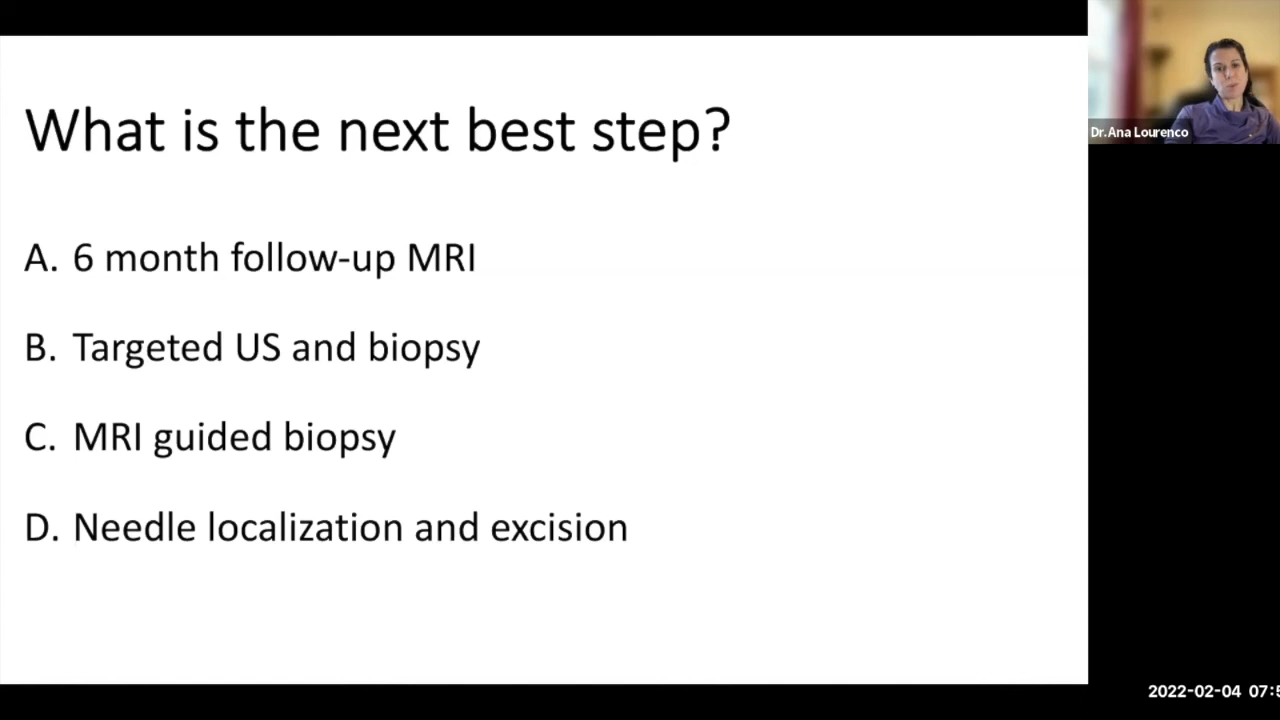 What is the next best step?
A. 6 month follow-up MRI
B. Targeted US and biopsy
C. MRI guided biopsy
D. Needle localization and excision
Dr. Ana Lourenco
2022-02-04 07:5